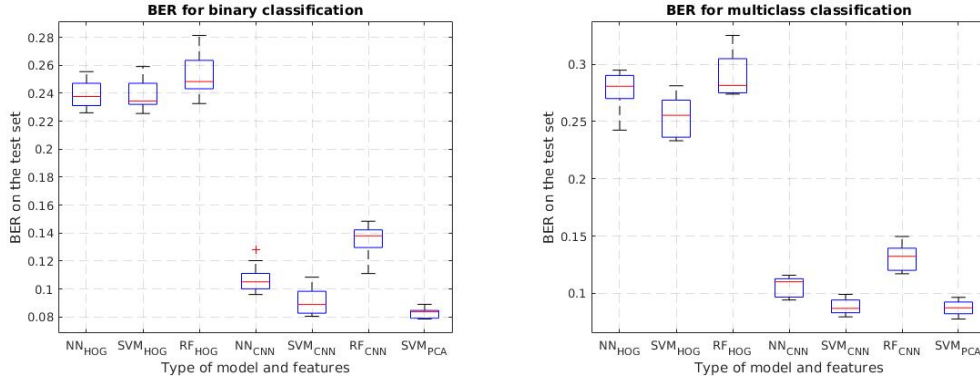 BER for binary classification
BER on the test set
0.28
0.26
0.24
0.22
0.2
0.18
0.16
0.14
0.12
0.1
0.08
NN_HOG SVM_HOG RF_HOG NN_CNN SVM_CNN RF_CNN SVM_PCA
Type of model and features
BER for multiclass classification
BER on the test set
0.3
0.25
0.2
0.15
0.1
NN_HOG SVM_HOG RF_HOG NN_CNN SVM_CNN RF_CNN SVM_PCA
Type of model and features